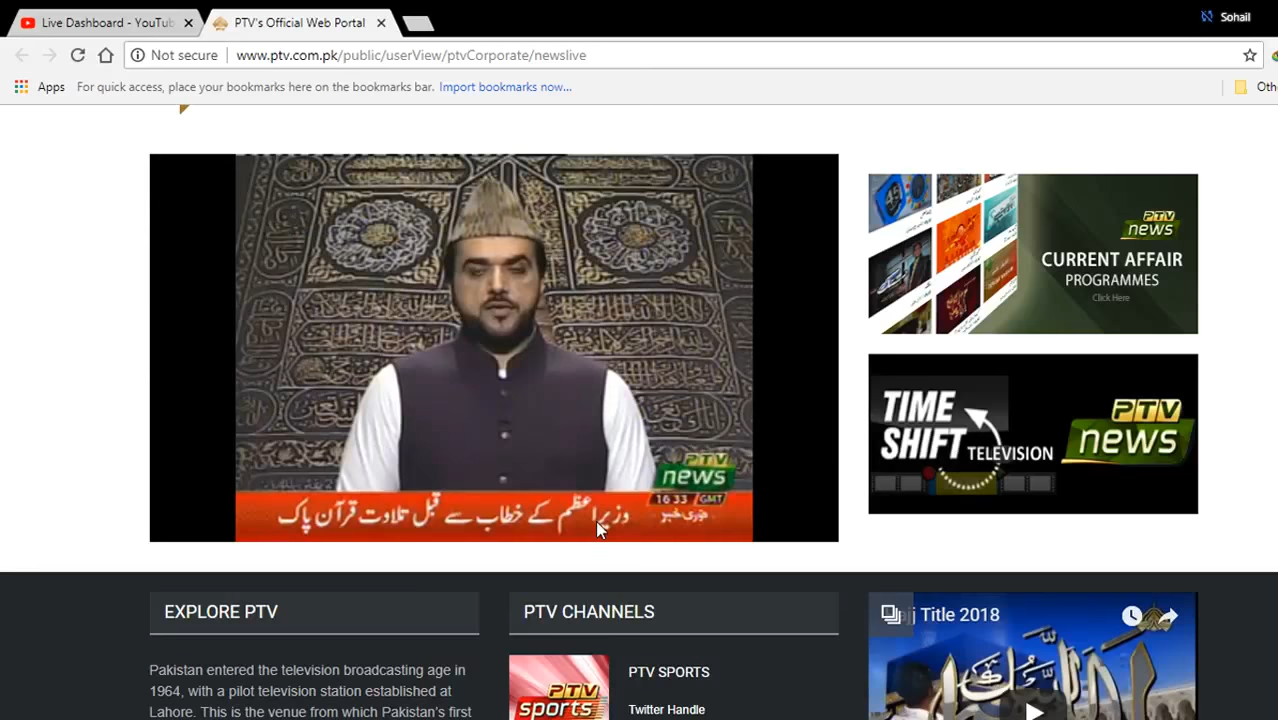 Live Dashboard - YouTub
PTV's Official Web Portal
Sohail
Not secure
www.ptv.com.pk/public/userView/ptvCorporate/newslive
Apps
For quick access, place your bookmarks here on the bookmarks bar.
Import bookmarks now...
Othe
PTV
news
16 33 GMT
وزیراعظم کے خطاب سے قبل تلاوت قرآن پاک
PTV
news
CURRENT AFFAIR
PROGRAMMES
Click Here
TIME
SHIFT
TELEVISION
PTV
news
EXPLORE PTV
Pakistan entered the television broadcasting age in
1964, with a pilot television station established at
Lahore. This is the venue from which Pakistan's first
PTV CHANNELS
PTV
sports
PTV SPORTS
Twitter Handle
Title 2018